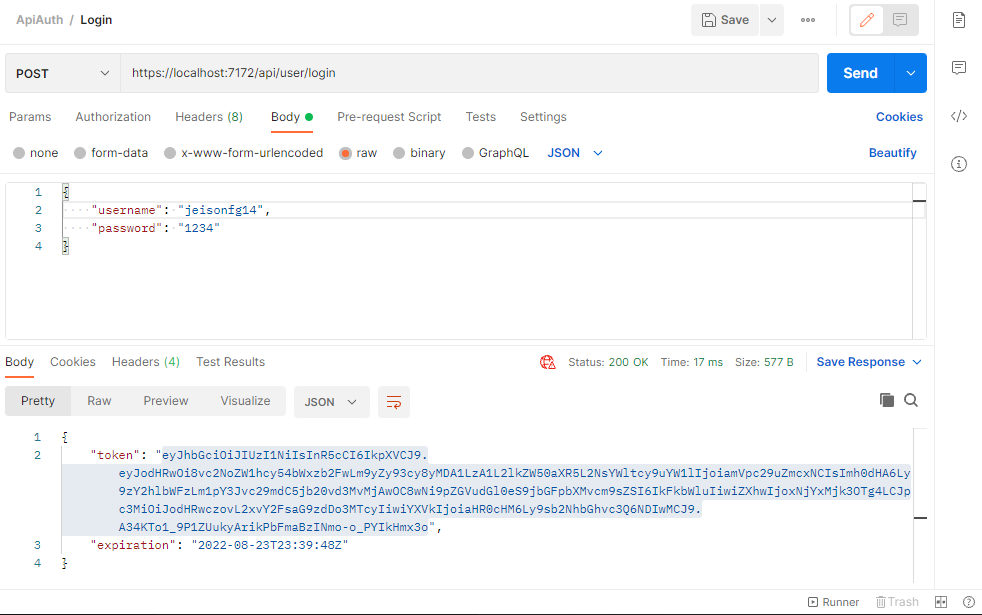 ApiAuth / Login
Save
POST
https://localhost:7172/api/user/login
Send
Params Authorization Headers (8) Body Pre-request Script Tests Settings Cookies
none form-data x-www-form-urlencoded raw binary GraphQL JSON Beautify
1 {
2 "username": "jeisonfg14",
3 "password": "1234"
4 }
Body Cookies Headers (4) Test Results Status: 200 OK Time: 17 ms Size: 577 B Save Response
Pretty Raw Preview Visualize JSON
1 {
2 "token": "eyJhbGciOiJIUzI1NiIsInR5cCI6IkpXVCJ9.
eyJodHRwOi8vc2NoZW1hcy54bWxzb2FwLm9yZy93cy8yMDA1LzA1L2lkZW50aXR5L2NsYWltcy9uYW1lIjoiamVpc29uZmcxNCIsImh0dHA6Ly
9zY2hlbWFzLm1pY3Jvc29mdC5jb20vd3MvMjAwOC8wNi9pZGVudGl0eS9jbGFpbXMvcm9sZSI6IkFkbWluIiwiZXhwIjoxNjYxMjk3OTg4LCJp
c3MiOiJodHRwczovL2xvY2FsaG9zdDo3MTcyIiwiYXVkIjoiaHR0cHM6Ly9sb2NhbGhvc3Q6NDIwMCJ9.
A34KTo1_9P1ZUukyArikPbFmaBzINmo-o_PYIkHmx3o",
3 "expiration": "2022-08-23T23:39:48Z"
4 }
Runner Trash